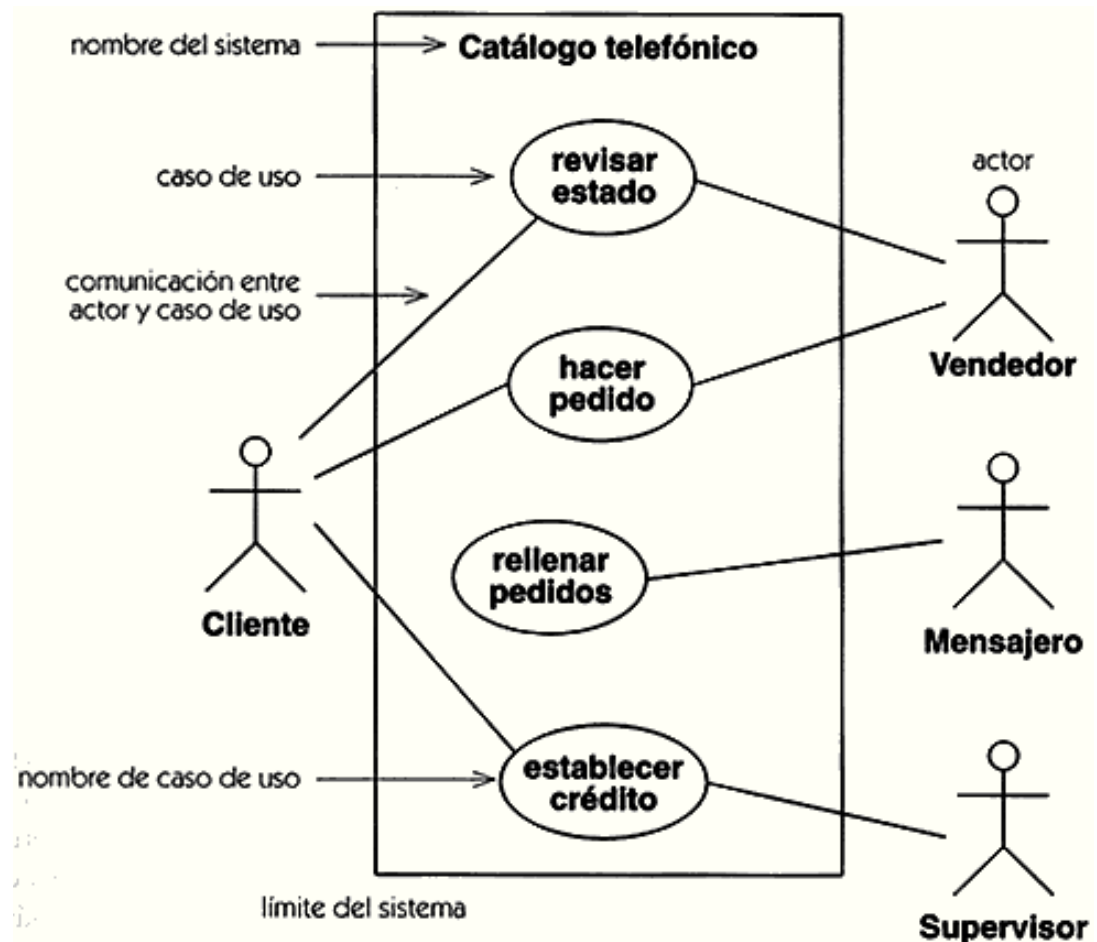 nombre del sistema
Catálogo telefónico
revisar
estado
caso de uso
actor
comunicación entre
actor y caso de uso
Vendedor
hacer
pedido
Cliente
rellenar
pedidos
Mensajero
nombre de caso de uso
establecer
crédito
límite del sistema
Supervisor